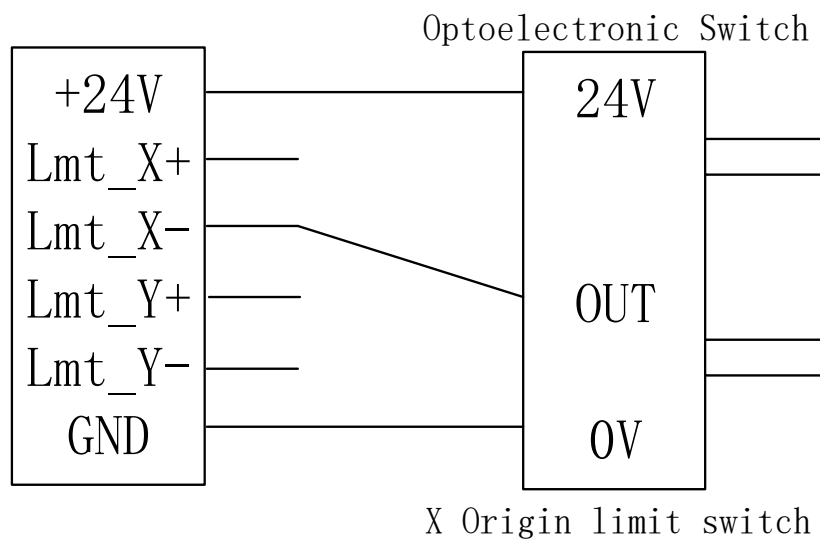 Optoelectronic Switch
+24V
Lmt_X+
Lmt_X-
Lmt_Y+
Lmt_Y-
GND
24V
OUT
0V
X Origin limit switch